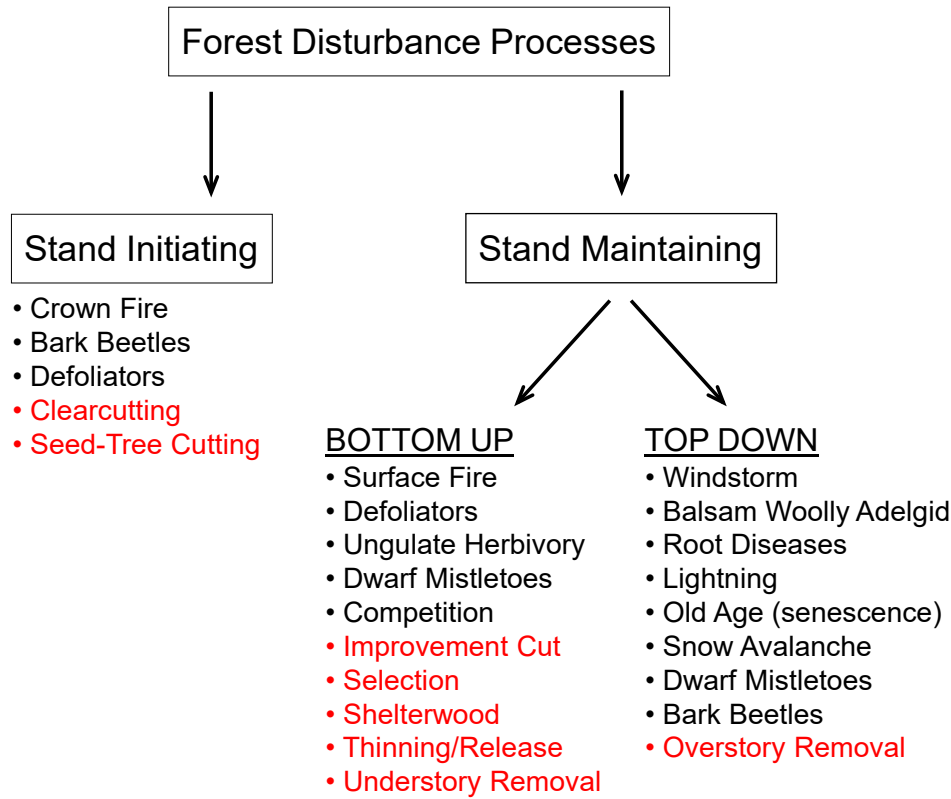 Forest Disturbance Processes
Stand Initiating
• Crown Fire
• Bark Beetles
• Defoliators
• Clearcutting
• Seed-Tree Cutting
Stand Maintaining
BOTTOM UP
• Surface Fire
• Defoliators
• Ungulate Herbivory
• Dwarf Mistletoes
• Competition
• Improvement Cut
• Selection
• Shelterwood
• Thinning/Release
• Understory Removal
TOP DOWN
• Windstorm
• Balsam Woolly Adelgid
• Root Diseases
• Lightning
• Old Age (senescence)
• Snow Avalanche
• Dwarf Mistletoes
• Bark Beetles
• Overstory Removal